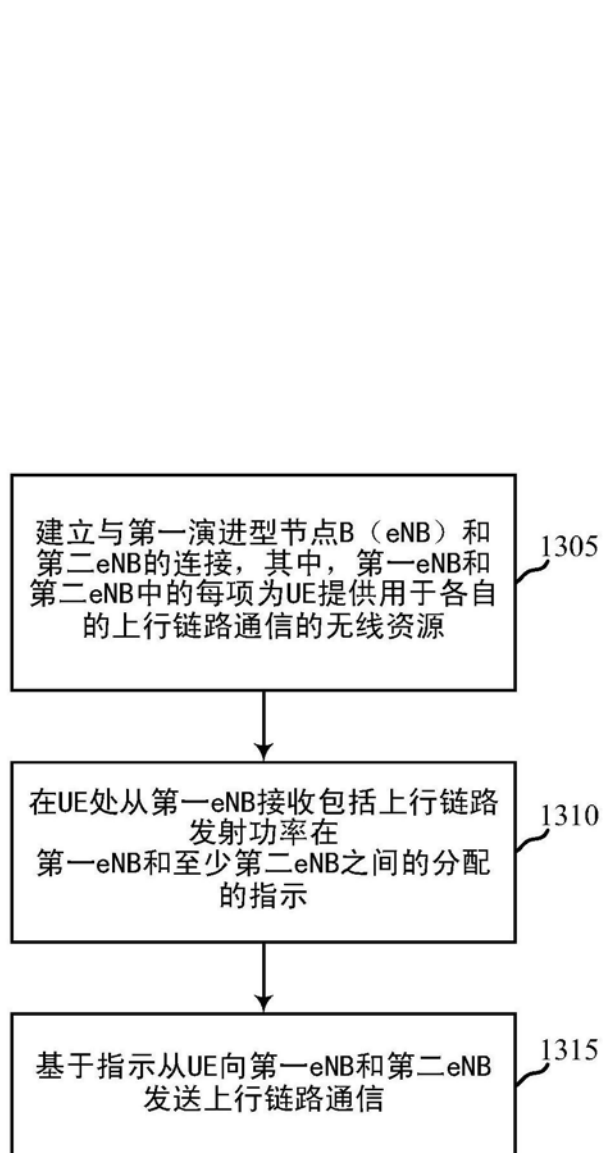 建立与第一演进型节点B（eNB）和
第二eNB的连接，其中，第一eNB和
第二eNB中的每项为UE提供用于各自
的上行链路通信的无线资源
1305
在UE处从第一eNB接收包括上行链路
发射功率在
第一eNB和至少第二eNB之间的分配
的指示
1310
基于指示从UE向第一eNB和第二eNB
发送上行链路通信
1315